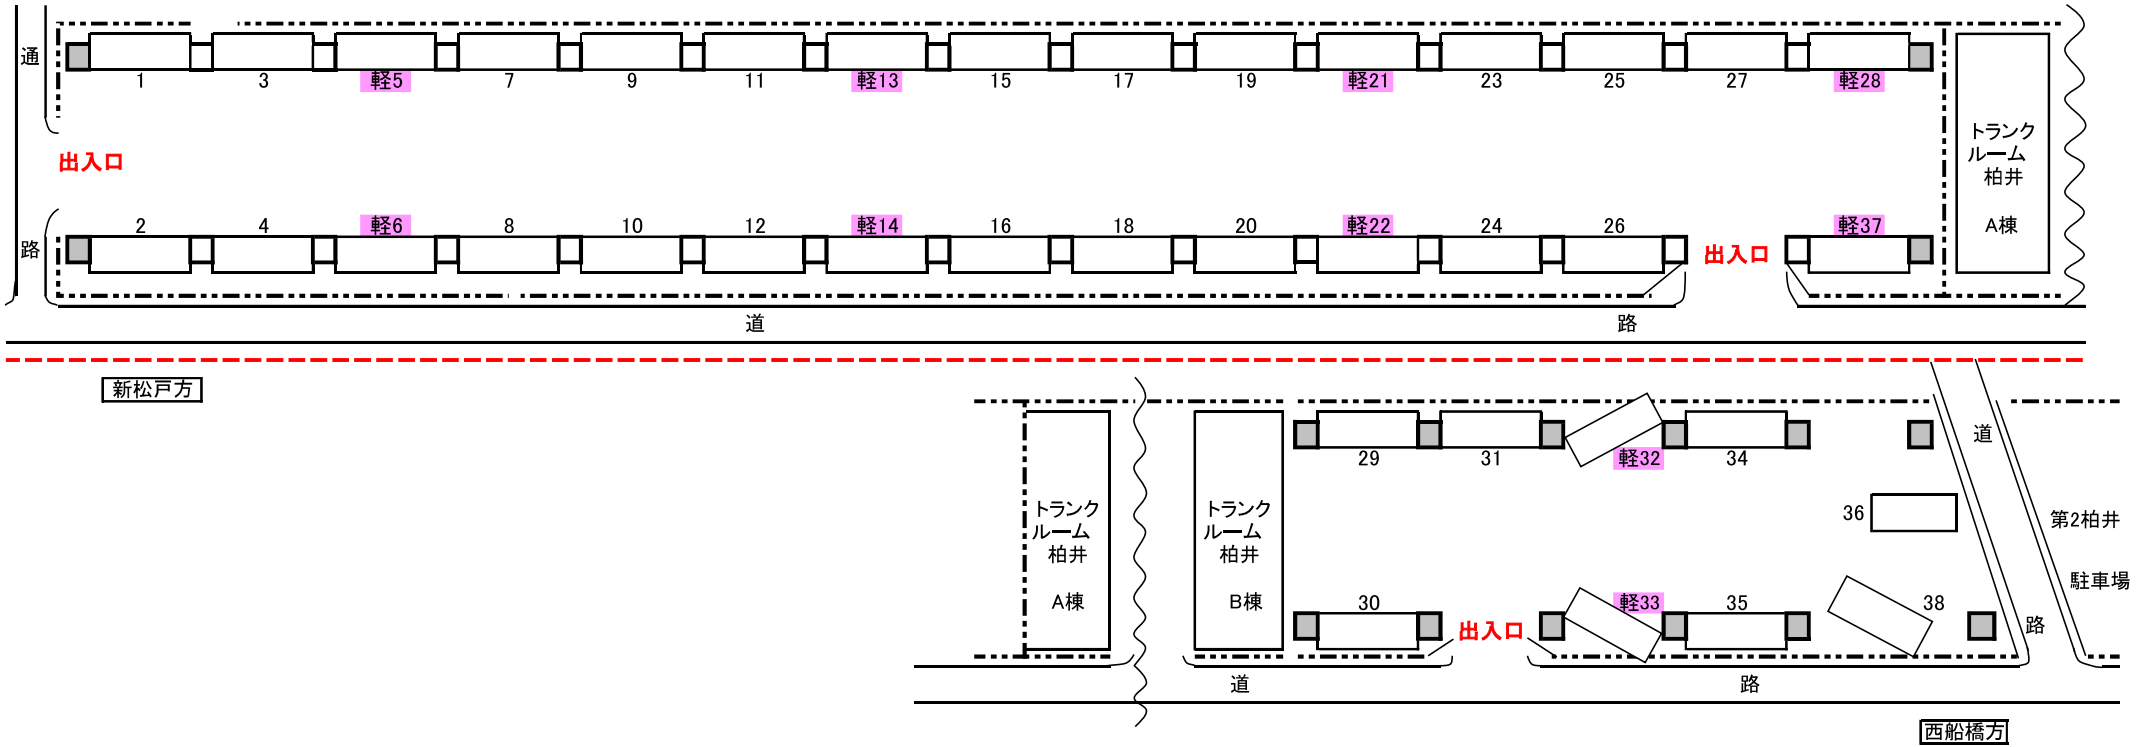 通
路
1 3 軽5 7 9 11 軽13 15 17 19 軽21 23 25 27 軽28
出入口
トランク
ルーム
柏井
A棟
2 4 軽6 8 10 12 軽14 16 18 20 軽22 24 26 軽37
出入口
道 路
新松戸方
29 31 軽32 34
道
路
トランク
ルーム
柏井
A棟
トランク
ルーム
柏井
B棟
36
第2柏井
駐車場
30 軽33 35 38
出入口
道 路
西船橋方